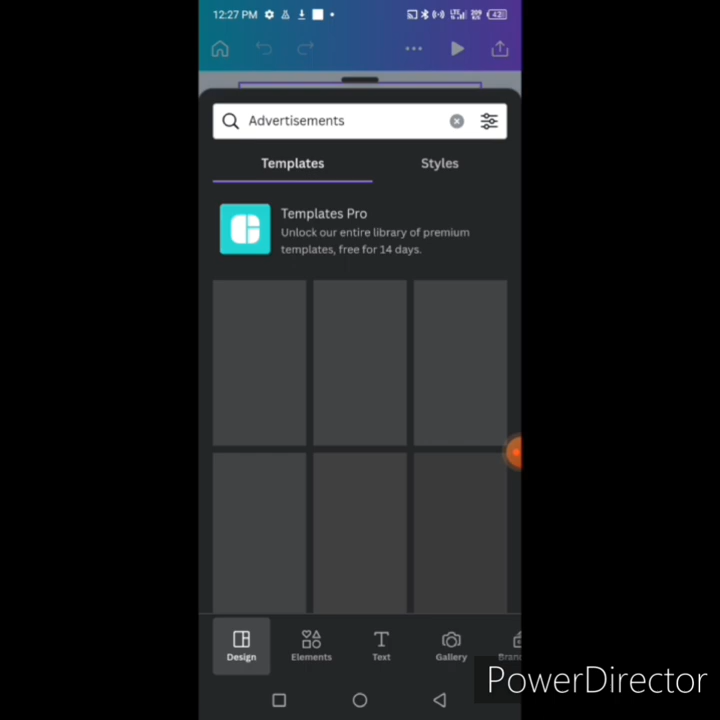 12:27 PM
42
Advertisements
Templates
Styles
Templates Pro
Unlock our entire library of premium
templates, free for 14 days.
Design
Elements
Text
Gallery
PowerDirector